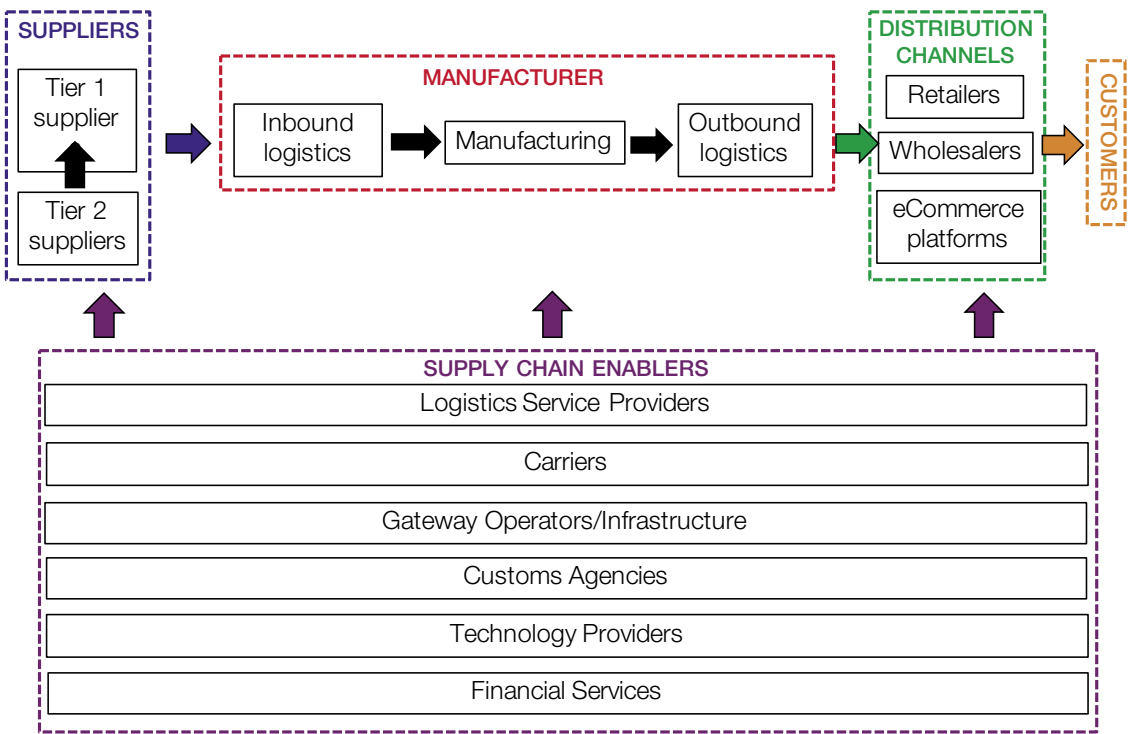 SUPPLIERS
Tier 1
supplier
Tier 2
suppliers
MANUFACTURER
Inbound
logistics
Manufacturing
Outbound
logistics
DISTRIBUTION
CHANNELS
Retailers
Wholesalers
eCommerce
platforms
CUSTOMERS
SUPPLY CHAIN ENABLERS
Logistics Service Providers
Carriers
Gateway Operators/Infrastructure
Customs Agencies
Technology Providers
Financial Services